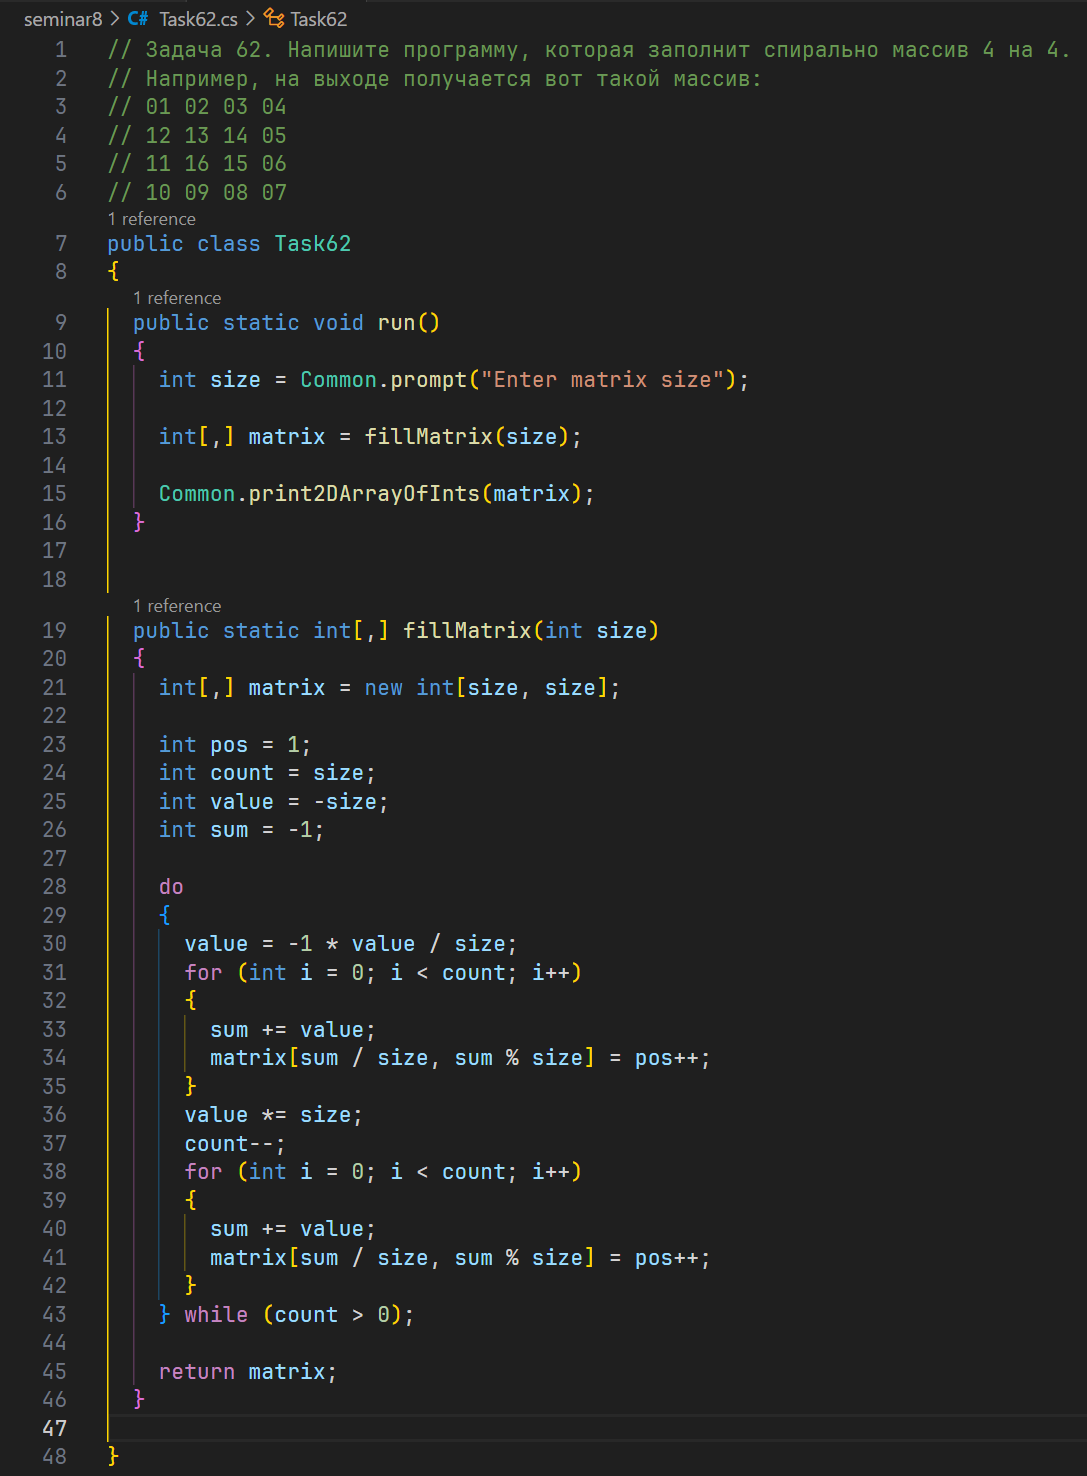 seminar8 > C# Task62.cs > Task62
1 // Задача 62. Напишите программу, которая заполнит спирально массив 4 на 4.
2 // Например, на выходе получается вот такой массив:
3 // 01 02 03 04
4 // 12 13 14 05
5 // 11 16 15 06
6 // 10 09 08 07
1 reference
7 public class Task62
8 {
1 reference
9 public static void run()
10 {
11 int size = Common.prompt("Enter matrix size");
12
13 int[,] matrix = fillMatrix(size);
14
15 Common.print2DArrayOfInts(matrix);
16 }
17
18
1 reference
19 public static int[,] fillMatrix(int size)
20 {
21 int[,] matrix = new int[size, size];
22
23 int pos = 1;
24 int count = size;
25 int value = -size;
26 int sum = -1;
27
28 do
29 {
30 value = -1 * value / size;
31 for (int i = 0; i < count; i++)
32 {
33 sum += value;
34 matrix[sum / size, sum % size] = pos++;
35 }
36 value *= size;
37 count--;
38 for (int i = 0; i < count; i++)
39 {
40 sum += value;
41 matrix[sum / size, sum % size] = pos++;
42 }
43 } while (count > 0);
44
45 return matrix;
46 }
47
48 }